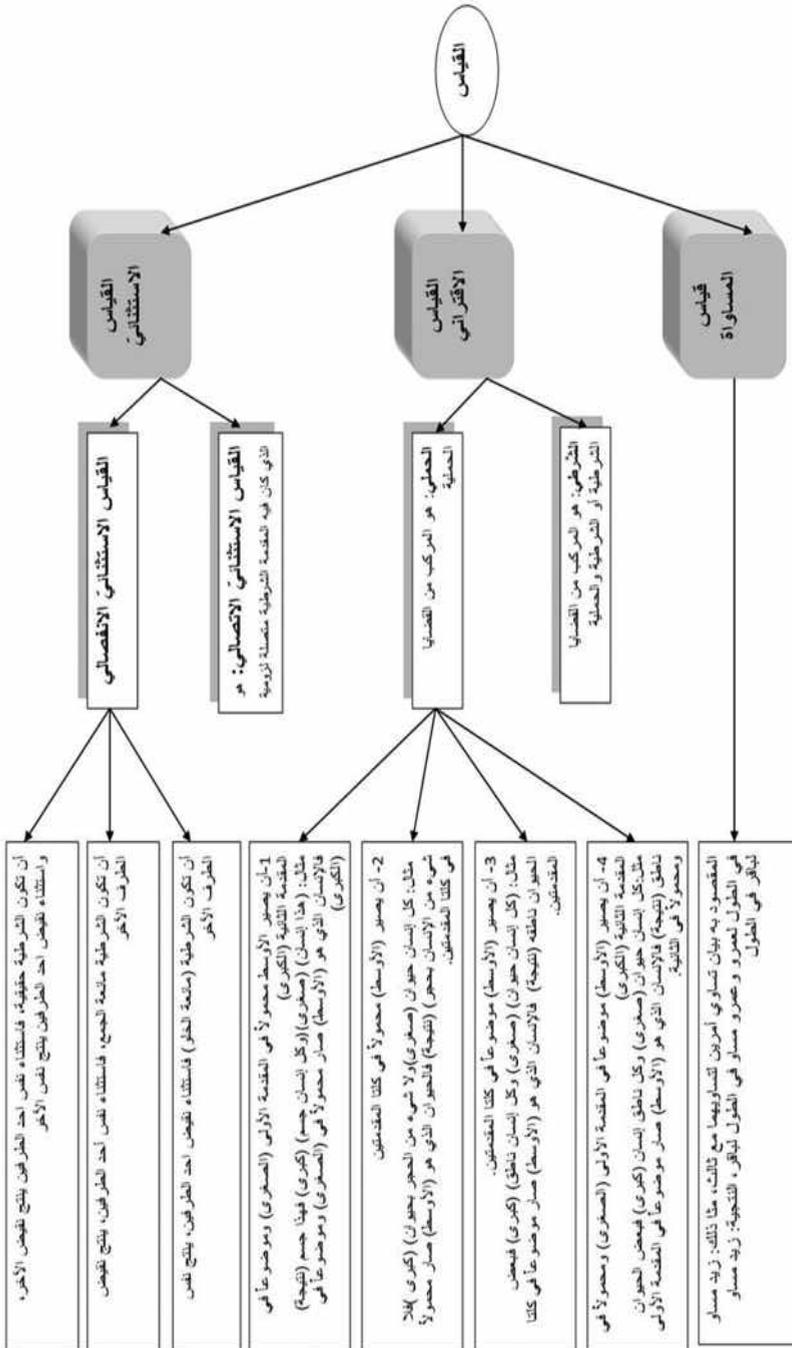 القياس
القياس
الاستثنائيّ
القياس
الاقتراني
قياس
المساواة
القياس الاستثنائيّ الانفصالي
القياس الاستثنائيّ الاتصالي: هو
الذي كان فيه المقدمة الشرطية متصلة لزومية
الحملي: هو المركب من القضايا
الحملية
الشرطي: هو المركب من القضايا
الشرطية أو الشرطية والحملية
أن تكون الشرطية حقيقية، فاستثناء نفس احد الطرفين ينتج نقيض الآخر،
واستثناء نقيض احد الطرفين ينتج نفس الآخر
أن تكون الشرطية مانعة الجمع، فاستثناء نفس أحد الطرفين، ينتج نقيض
الطرف الآخر
أن تكون الشرطية (مانعة الخلو) فاستثناء نقيض احد الطرفين، ينتج نفس
الطرف الآخر
1-أن يصير الأوسط محمولاً في المقدمة الأولى (الصغرى) وموضوعاً في
المقدمة الثانية (الكبرى)
مثال: (هذا إنسان) (صغرى)(وكل إنسان جسم) (كبرى) فهذا جسم (نتيجة)
فالإنسان الذي هو (الأوسط) صار محمولاً في (الصغرى) وموضوعاً في
(الكبرى)
2- أن يصير (الأوسط) محمولاً في كلتا المقدمتين
مثال: كل إنسان حيوان (صغرى)ولا شيء من الحجر بحيوان) (كبرى )فلا
شيء من الإنسان بحجر) (نتيجة) فالحيوان الذي هو (الأوسط) صار محمولاً
في كلتا المقدمتين.
3- أن يصير (الأوسط) موضوعاً في كلتا المقدمتين.
مثال: (كل إنسان حيوان) (صغرى) وكل إنسان ناطق) (كبرى) فبعض
الحيوان ناطقه (نتيجة) فالإنسان الذي هو (الأوسط) صار موضوعاً في كلتا
المقدمتين.
4- أن يصير (الأوسط) موضوعاً في المقدمة الأولى (الصغرى) ومحمولاً في
المقدمة الثانية (الكبرى)
مثل:كل إنسان حيوان (صغرى) وكل ناطق إنسان (كبرى) فبعض الحيوان
ناطق (نتيجة) فالإنسان الذي هو (الأوسط) صار موضوعاً في المقدمة الأولى
ومحمولاً في الثانية.
المقصود به بيان تساوي أمرين لتساويهما مع ثالث، مثا ذلك: زيد مساو
في الطول لعمرو وعمرو مساو في الطول لباقر، النتجية: زيد مساو
لباقر في الطول